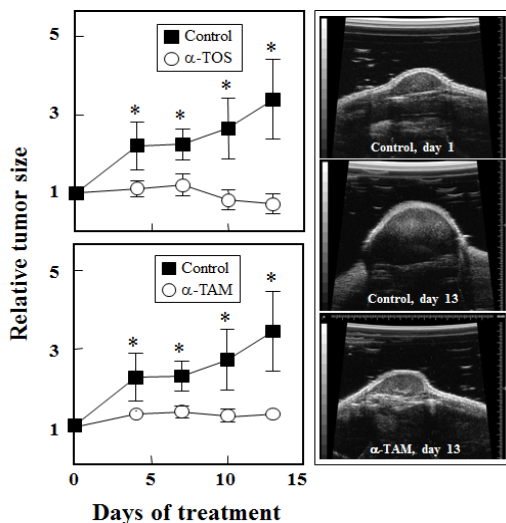 Relative tumor size
5
3
1
Control
α-TOS
* * * *
5
3
1
Control
α-TAM
* * * *
0 5 10 15
Days of treatment
Control, day 1
Control, day 13
α-TAM, day 13